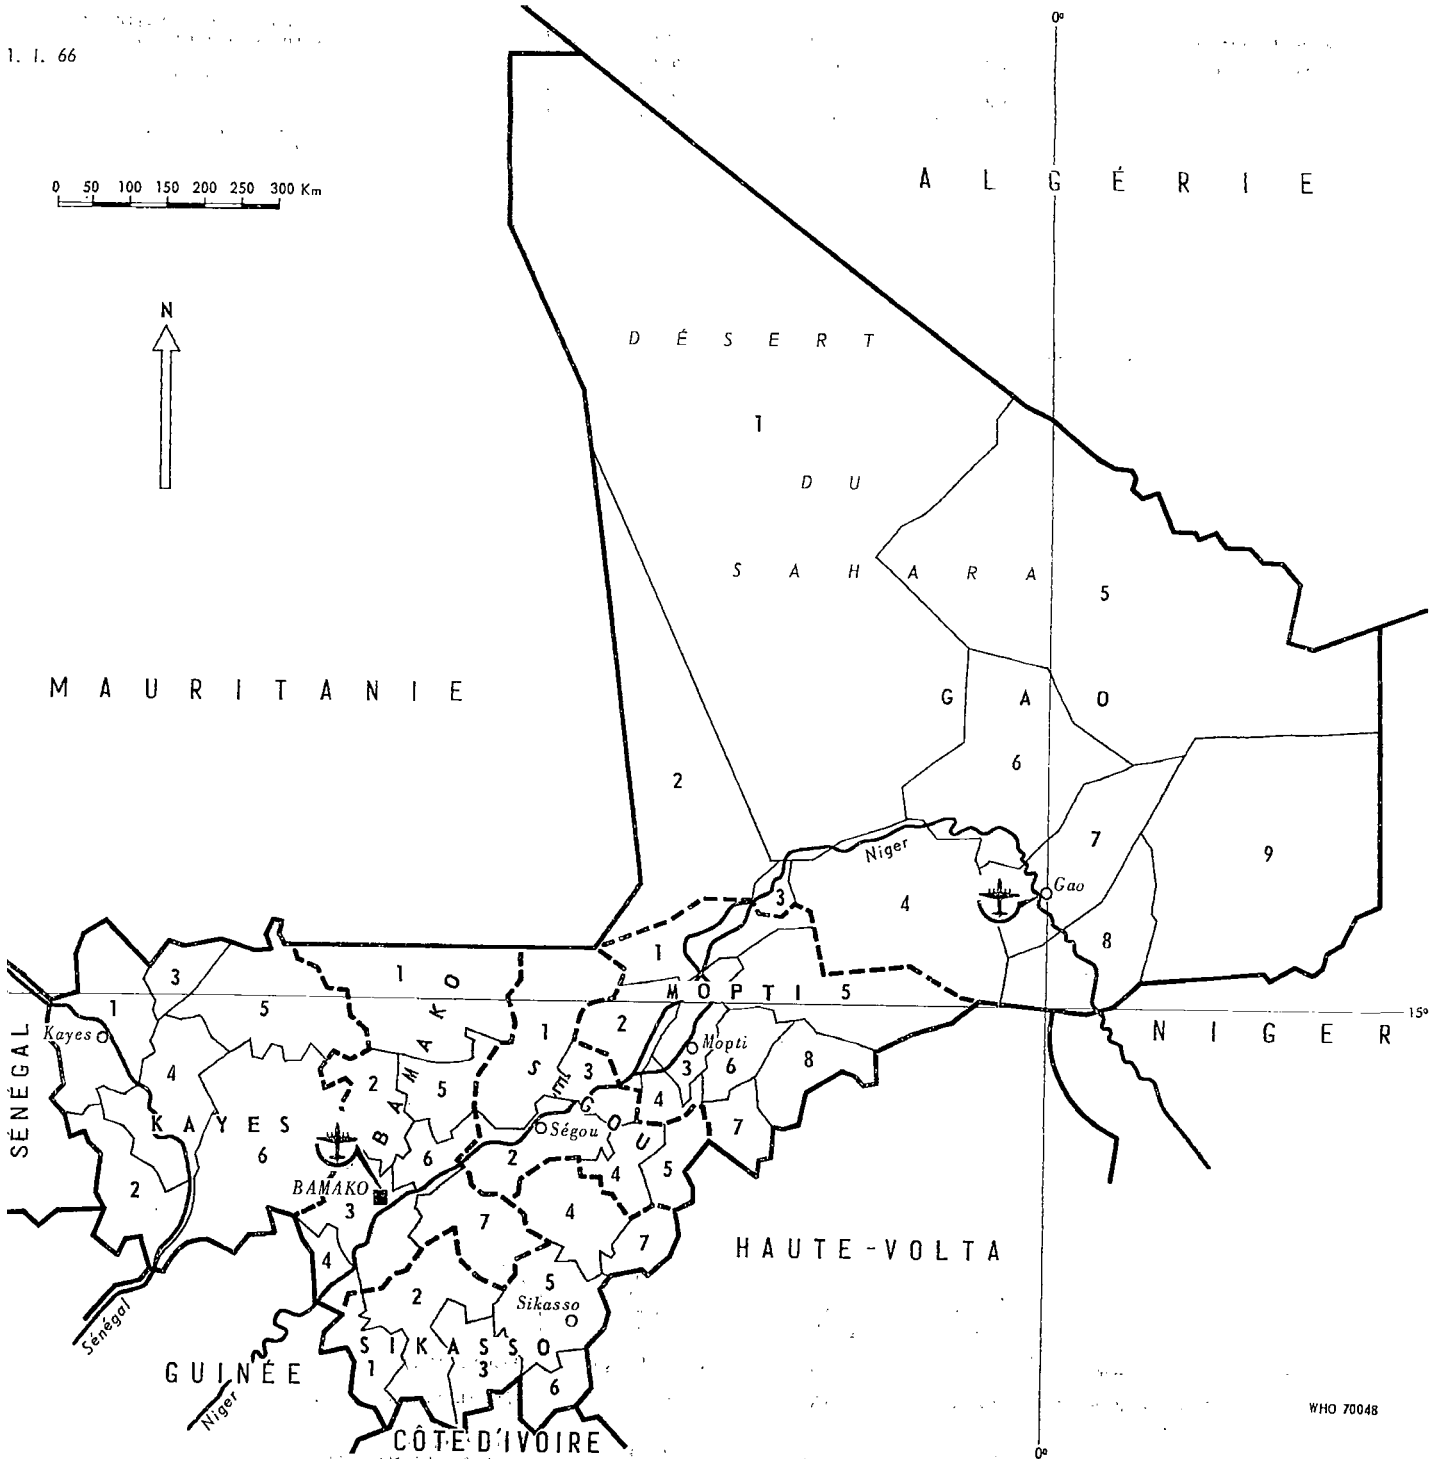 0°
1. I. 66
0 50 100 150 200 250 300 Km
ALGÉRIE
N
DÉSERT
1
DU
SAHARA
5
MAURITANIE
GAO
6
2
7
9
Niger
Gao
3
4
8
1
3
1
5
1
MOPTI 5
15°
SÉNÉGAL
Kayes
1
2
NIGER
Mopti
4
2
BAMAKO
5
3
3
6
8
SÉGOU
4
KAYES
Ségou
7
6
6
2
4
5
2
BAMAKO
3
7
4
7
HAUTE-VOLTA
4
5
2
Sikasso
Sénégal
SIKASSO
GUINÉE
1
3
6
Niger
WHO 70048
CÔTE D'IVOIRE
0°